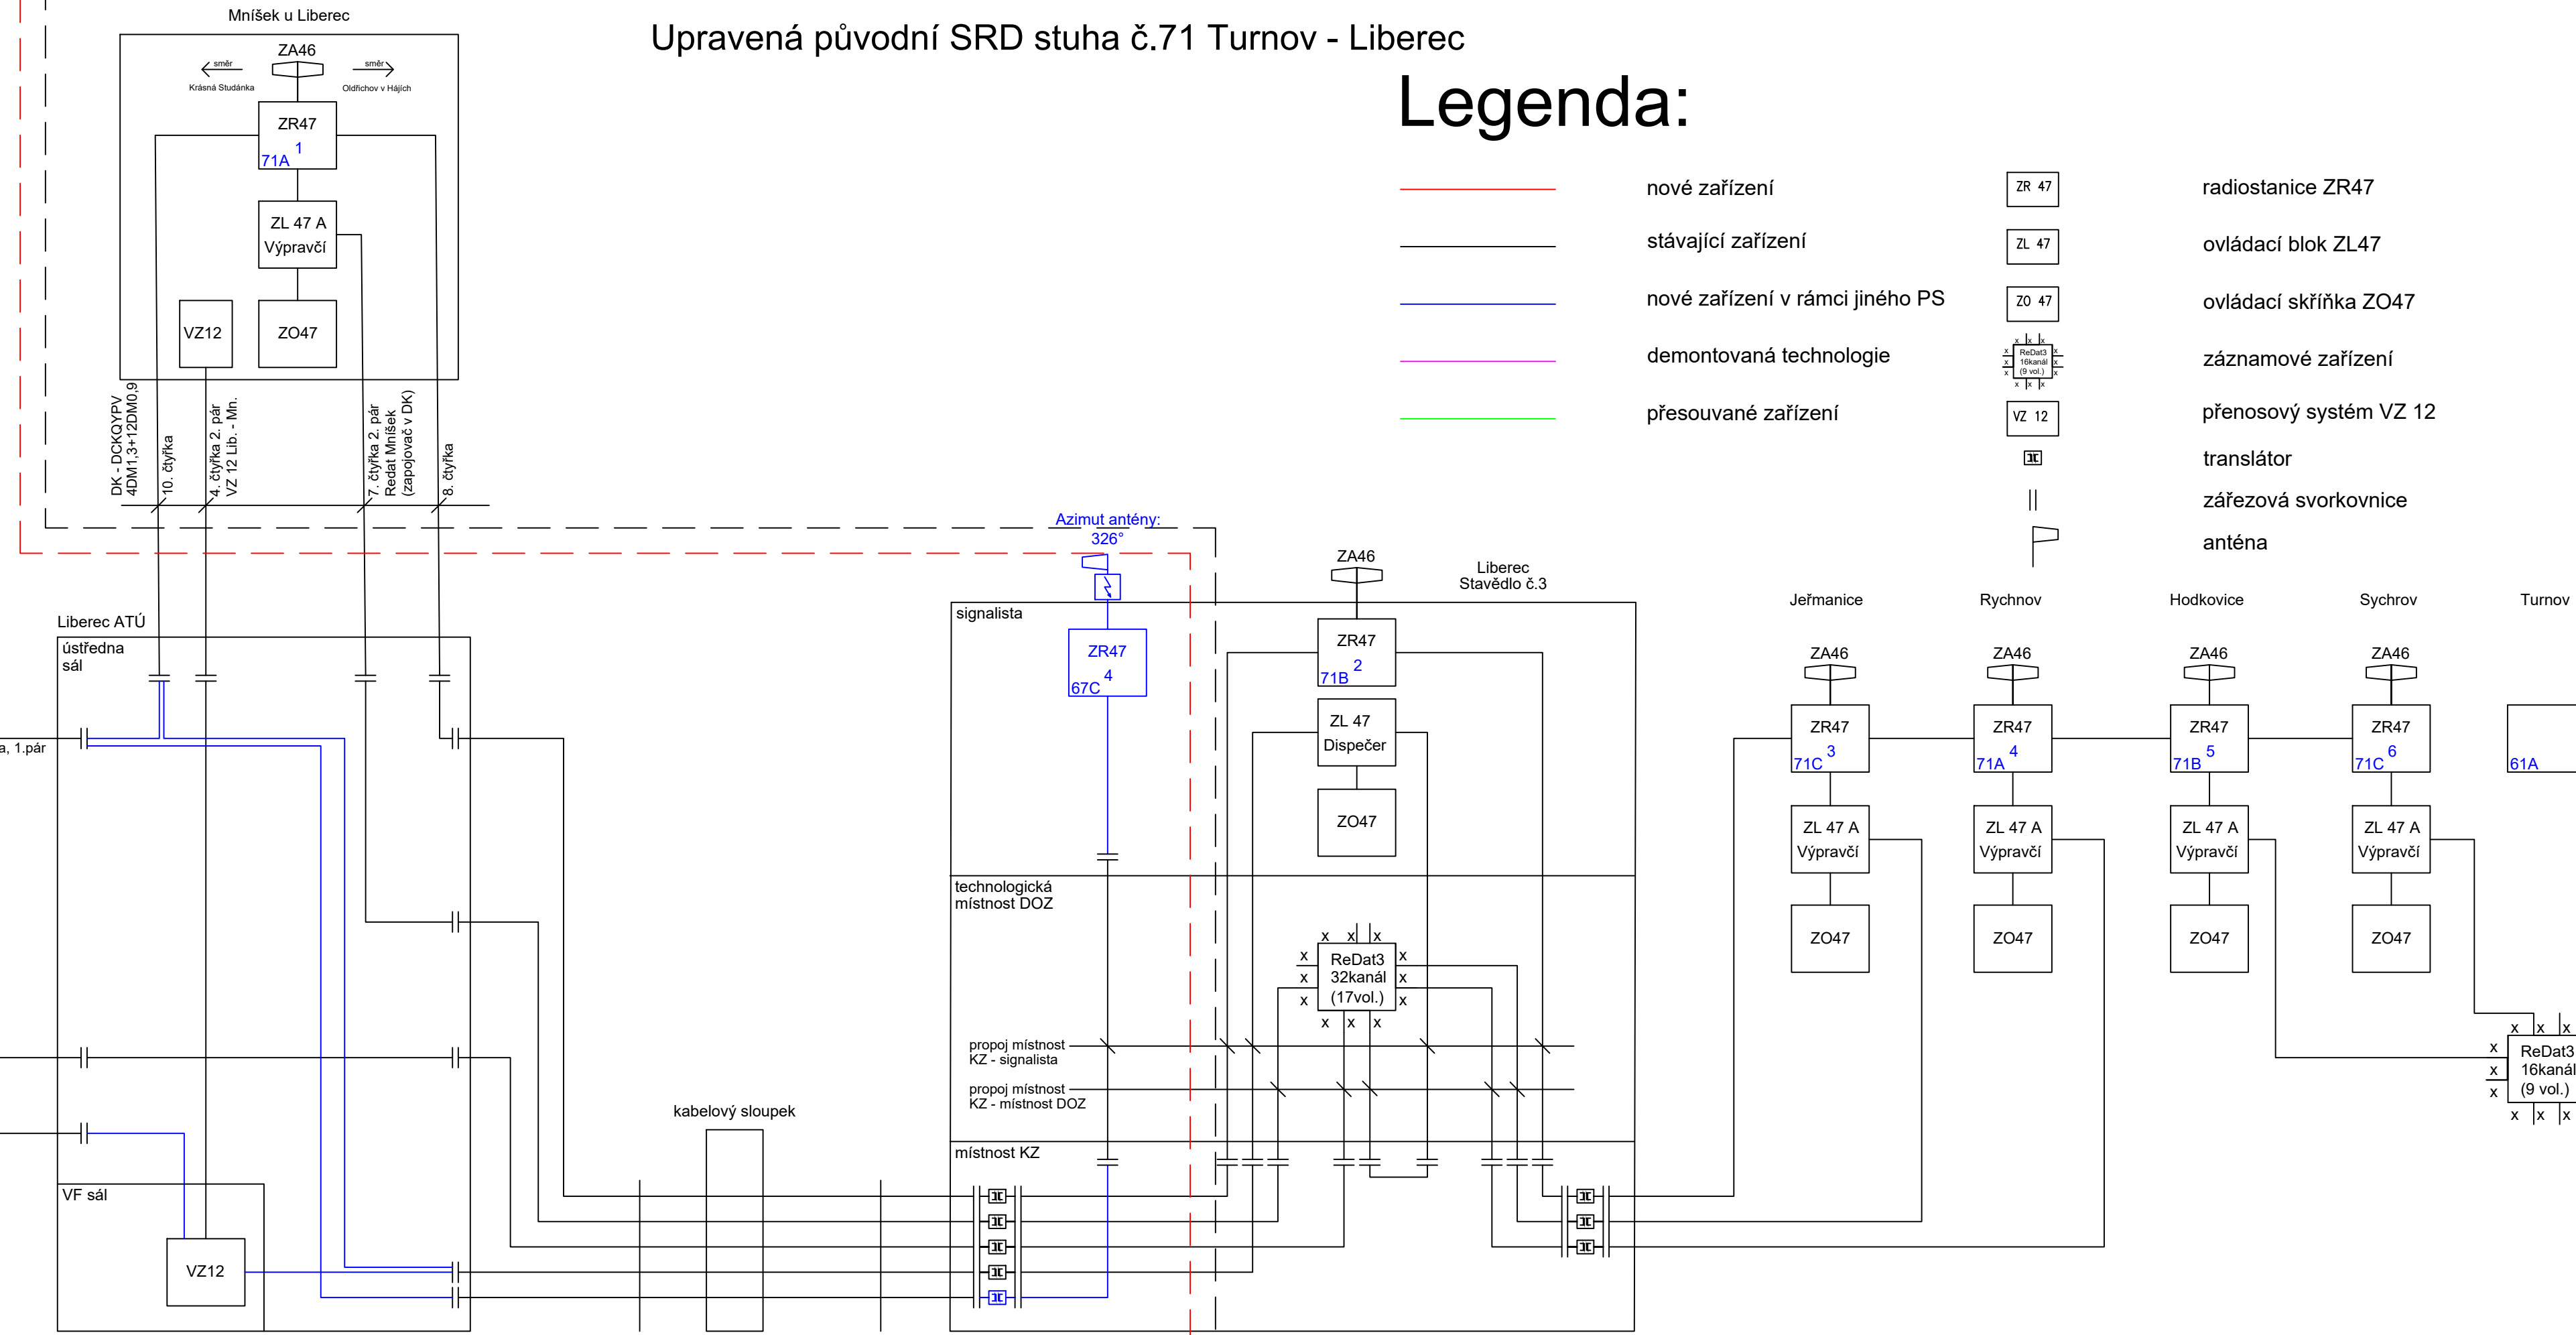 Mníšek u Liberec
ZA46
směr
směr
Krásná Studánka
Oldřichov v Hájích
ZR47
1
71A
ZL 47 A
Výpravčí
VZ12
ZO47
DK - DCKQYPV
4DM1,3+12DM0,9
10. čtyřka
4. čtyřka 2. pár
VZ 12 Lib. - Mn.
7. čtyřka 2. pár
Redat Mníšek
(zapojovač v DK)
8. čtyřka
Upravená původní SRD stuha č.71 Turnov - Liberec
Legenda:
nové zařízení
stávající zařízení
nové zařízení v rámci jiného PS
demontovaná technologie
přesouvané zařízení
ZR 47
radiostanice ZR47
ZL 47
ovládací blok ZL47
ZO 47
ovládací skříňka ZO47
x x x
x x
x x
x x
ReDat3
16kanál
(9 vol.)
x x x
záznamové zařízení
VZ 12
přenosový systém VZ 12
translátor
zářezová svorkovnice
anténa
Liberec ATÚ
ústředna
sál
a, 1.pár
VF sál
VZ12
kabelový sloupek
Azimut antény:
326°
ZR47
4
67C
Liberec
Stavědlo č.3
signalista
ZA46
ZR47
2
71B
ZL 47
Dispečer
ZO47
technologická
místnost DOZ
x x x
x x
x x
x x
ReDat3
32kanál
(17vol.)
x x x
propoj místnost
KZ - signalista
propoj místnost
KZ - místnost DOZ
místnost KZ
Jeřmanice
ZA46
ZR47
3
71C
ZL 47 A
Výpravčí
ZO47
Rychnov
ZA46
ZR47
4
71A
ZL 47 A
Výpravčí
ZO47
Hodkovice
ZA46
ZR47
5
71B
ZL 47 A
Výpravčí
ZO47
Sychrov
ZA46
ZR47
6
71C
ZL 47 A
Výpravčí
ZO47
Turnov
61A
x x x
x
x
x
ReDat3
16kanál
(9 vol.)
x x x